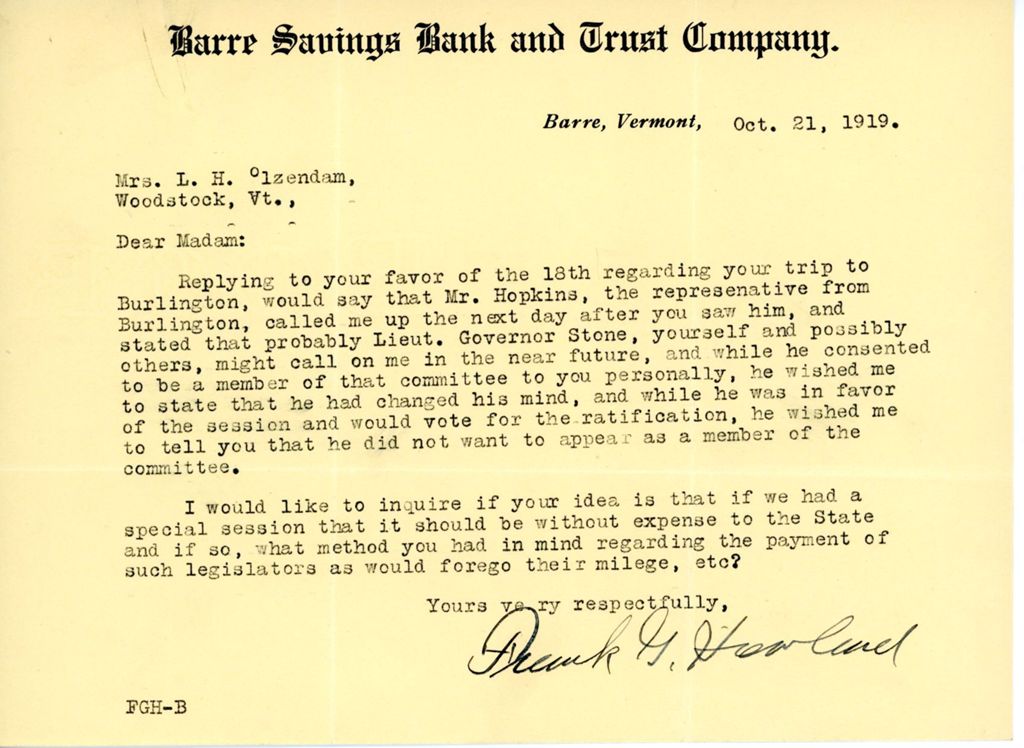 Barre Savings Bank and Trust Company.
Barre, Vermont, Oct. 21, 1919.
Mrs. L. H. Olzendam,
Woodstock, Vt.,
Dear Madam:
Replying to your favor of the 18th regarding your trip to
Burlington, would say that Mr. Hopkins, the represenative from
Burlington, called me up the next day after you saw him, and
stated that probably Lieut. Governor Stone, yourself and possibly
others, might call on me in the near future, and while he consented
to be a member of that committee to you personally, he wished me
to state that he had changed his mind, and while he was in favor
of the session and would vote for the ratification, he wished me
to tell you that he did not want to appear as a member of the
committee.
I would like to inquire if your idea is that if we had a
special session that it should be without expense to the State
and if so, what method you had in mind regarding the payment of
such legislators as would forego their milege, etc?
Yours ve ry respectfully,
Frank G. Howland
FGH-B